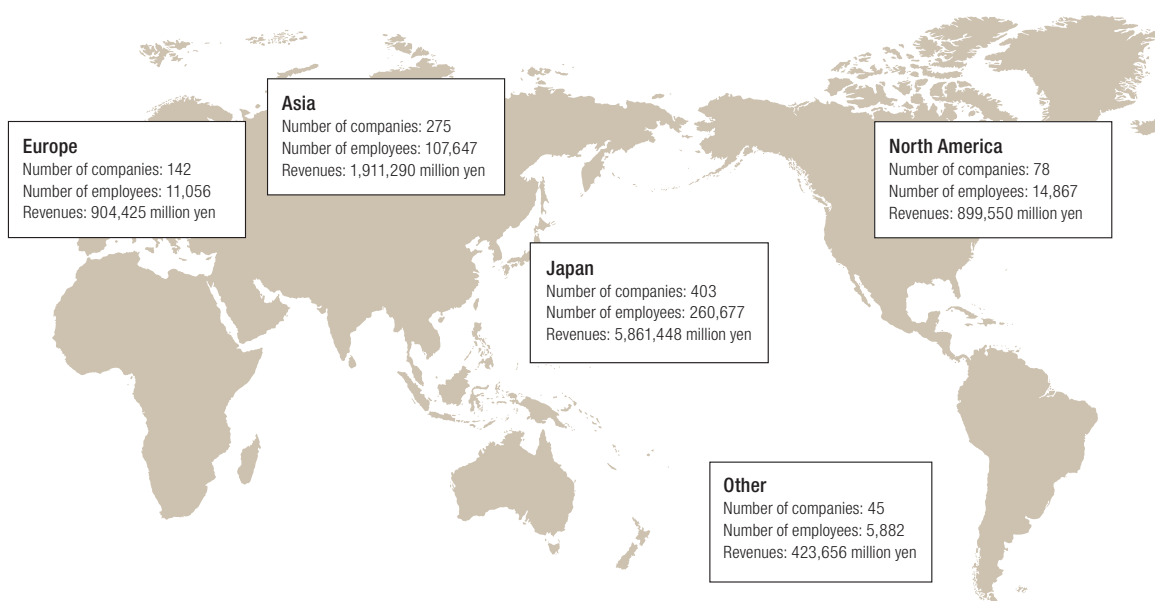 Europe
Number of companies: 142
Number of employees: 11,056
Revenues: 904,425 million yen
Asia
Number of companies: 275
Number of employees: 107,647
Revenues: 1,911,290 million yen
Japan
Number of companies: 403
Number of employees: 260,677
Revenues: 5,861,448 million yen
North America
Number of companies: 78
Number of employees: 14,867
Revenues: 899,550 million yen
Other
Number of companies: 45
Number of employees: 5,882
Revenues: 423,656 million yen